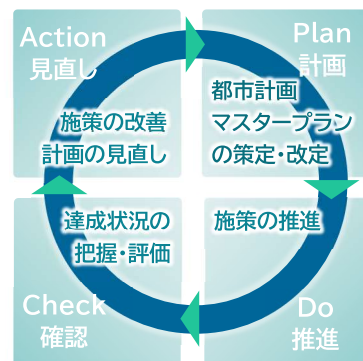 Action
見直し
施策の改善
計画の見直し
Plan
計画
都市計画
マスタープラン
の策定・改定
達成状況の
把握・評価
Check
確認
施策の推進
Do
推進